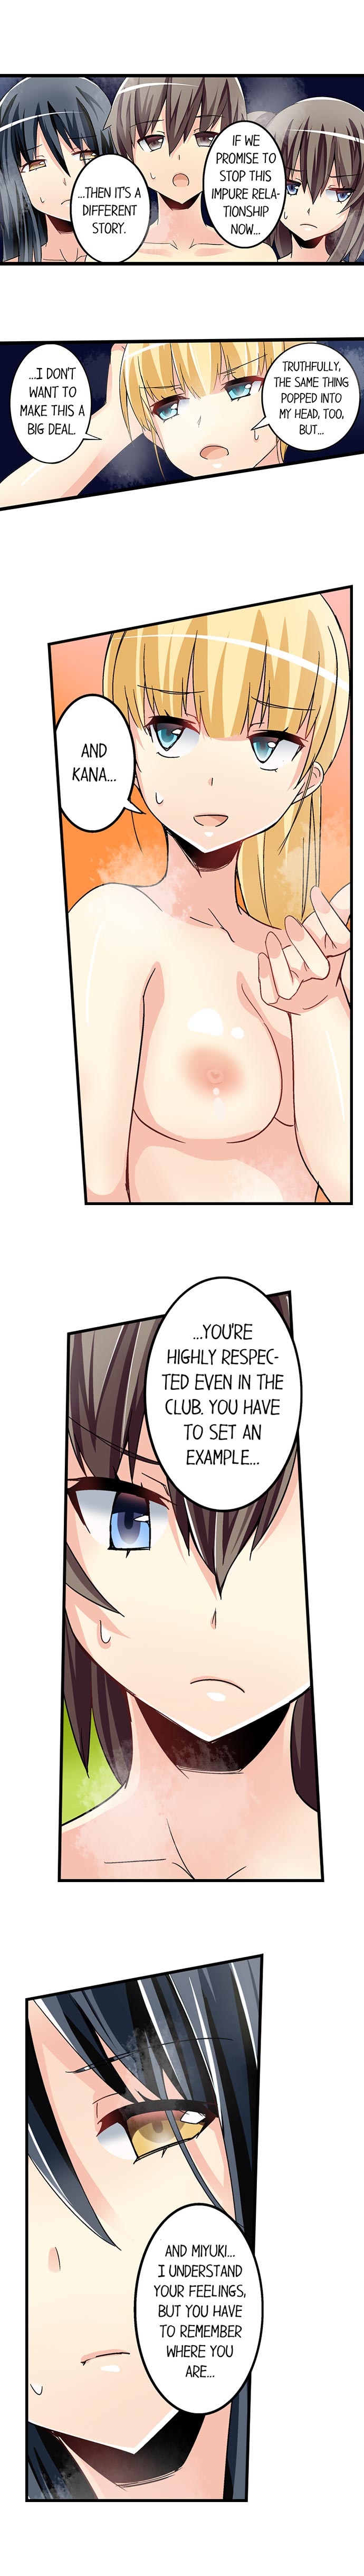 IF WE
PROMISE TO
STOP THIS
IMPURE RELA-
TIONSHIP
NOW...
...THEN IT'S A
DIFFERENT
STORY.
TRUTHFULLY,
THE SAME THING
POPPED INTO
MY HEAD, TOO,
BUT...
...I DON'T
WANT TO
MAKE THIS A
BIG DEAL.
AND
KANA...
...YOU'RE
HIGHLY RESPEC-
TED EVEN IN THE
CLUB. YOU HAVE
TO SET AN
EXAMPLE...
AND MIYUKI...
I UNDERSTAND
YOUR FEELINGS,
BUT YOU HAVE
TO REMEMBER
WHERE YOU
ARE...